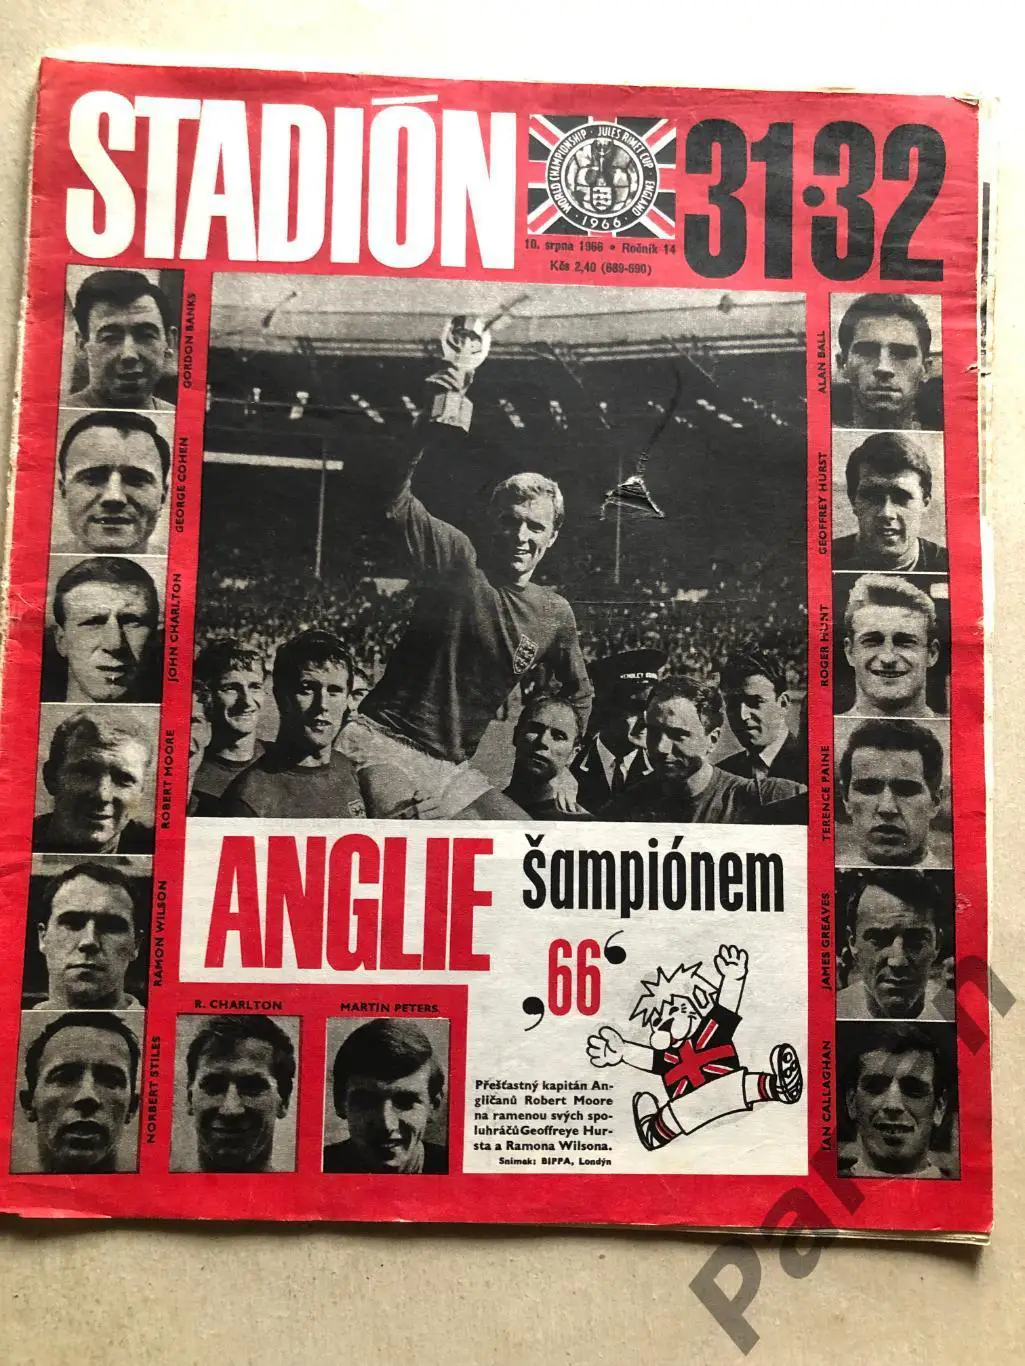 STADIÓN
WORLD CHAMPIONSHIP · JULES RIMET CUP · ENGLAND
· 1966 ·
31·32
10. srpna 1966 • Ročník 14
Kčs 2,40 (689-590)
GORDON BANKS
GEORGE COHEN
JOHN CHARLTON
ROBERT MOORE
RAMON WILSON
NORBERT STILES
R. CHARLTON
MARTIN PETERS
ALAN BALL
GEOFFREY HURST
ROGER HUNT
TERENCE PAINE
JAMES GREAVES
IAN CALLAGHAN
WEMBLEY
ANGLIE
šampiónem
‚66‘
Přešťastný kapitán An-
gličanů Robert Moore
na ramenou svých spo-
luhráčů Geoffreye Hur-
sta a Ramona Wilsona.
Snímek: BIPPA, Londýn